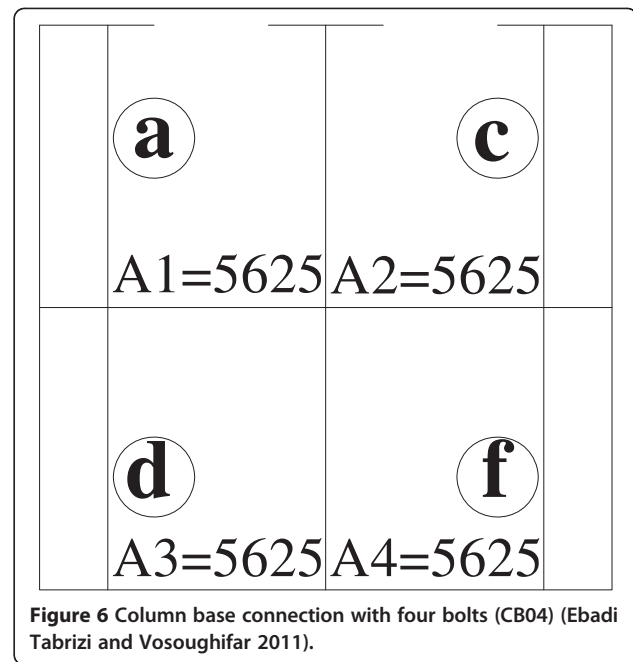 a c
A1=5625 A2=5625
d f
A3=5625 A4=5625
Figure 6 Column base connection with four bolts (CB04) (Ebadi
Tabrizi and Vosoughifar 2011).